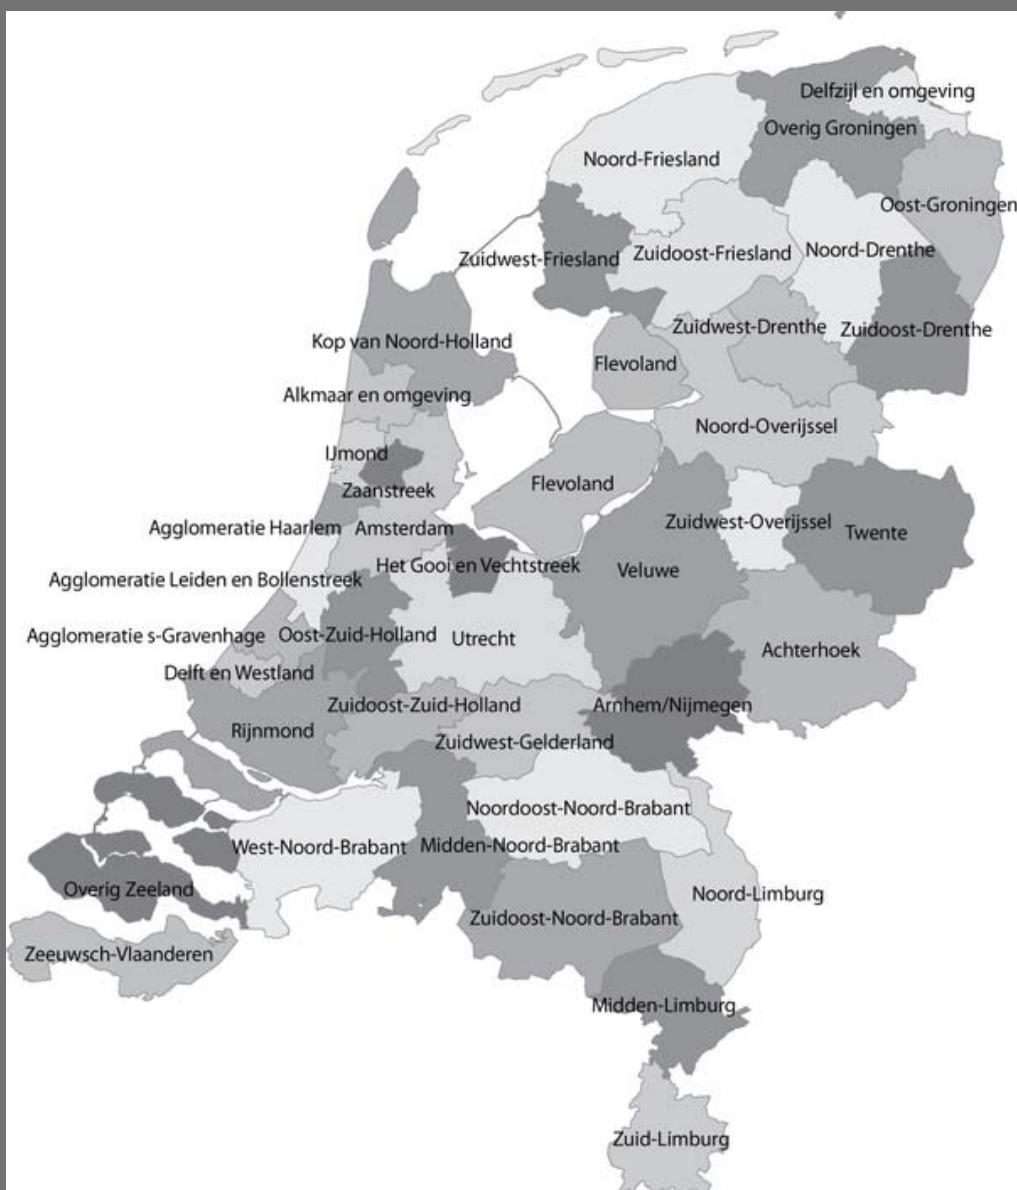 Delfzijl en omgeving
Overig Groningen
Noord-Friesland
Oost-Groningen
Noord-Drenthe
Zuidwest-Friesland
Zuidoost-Friesland
Zuidwest-Drenthe
Zuidoost-Drenthe
Kop van Noord-Holland
Flevoland
Alkmaar en omgeving
Noord-Overijssel
IJmond
Zaanstreek
Flevoland
Agglomeratie Haarlem
Amsterdam
Zuidwest-Overijssel
Twente
Het Gooi en Vechtstreek
Veluwe
Agglomeratie Leiden en Bollenstreek
Agglomeratie s-Gravenhage
Oost-Zuid-Holland
Utrecht
Achterhoek
Delft en Westland
Zuidoost-Zuid-Holland
Arnhem/Nijmegen
Rijnmond
Zuidwest-Gelderland
Noordoost-Noord-Brabant
West-Noord-Brabant
Midden-Noord-Brabant
Overig Zeeland
Noord-Limburg
Zuidoost-Noord-Brabant
Zeeuwsch-Vlaanderen
Midden-Limburg
Zuid-Limburg